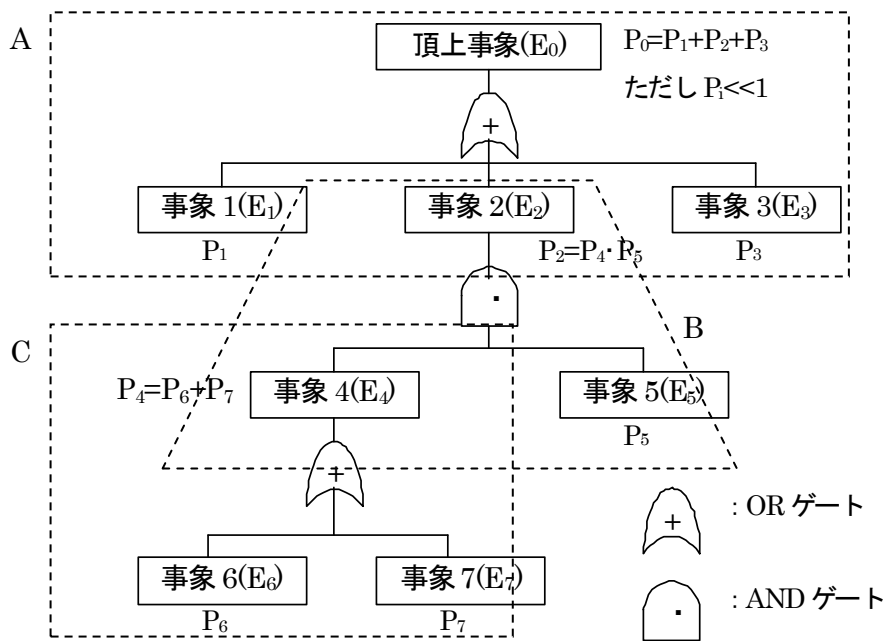 A
頂上事象(E₀)
P₀=P₁+P₂+P₃
ただし Pᵢ<<1
+
事象 1(E₁)
事象 2(E₂)
事象 3(E₃)
P₁
P₂=P₄･P₅
P₃
･
B
C
P₄=P₆+P₇
事象 4(E₄)
事象 5(E₅)
P₅
+
: OR ゲート
+
事象 6(E₆)
事象 7(E₇)
P₆
P₇
･
: AND ゲート